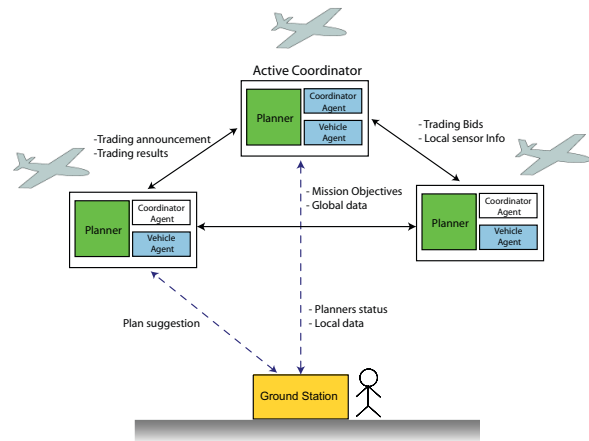 Active Coordinator
Planner
Coordinator
Agent
Vehicle
Agent
-Trading announcement
-Trading results
- Trading Bids
- Local sensor Info
- Mission Objectives
- Global data
Planner
Coordinator
Agent
Vehicle
Agent
Planner
Coordinator
Agent
Vehicle
Agent
Plan suggestion
- Planners status
- Local data
Ground Station